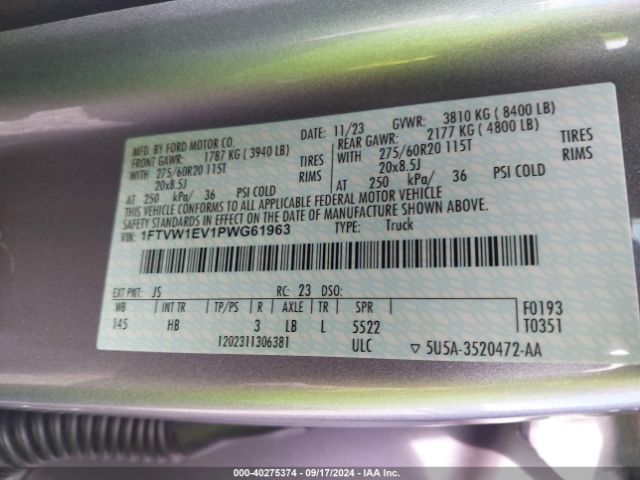 MFD. BY FORD MOTOR CO.
DATE: 11/23
GVWR: 3810 KG ( 8400 LB)
FRONT GAWR: 1787 KG ( 3940 LB)
REAR GAWR: 2177 KG ( 4800 LB)
WITH 275/60R20 115T TIRES
WITH 275/60R20 115T TIRES
20x8.5J RIMS
20x8.5J RIMS
AT 250 kPa/ 36 PSI COLD
AT 250 kPa/ 36 PSI COLD
THIS VEHICLE CONFORMS TO ALL APPLICABLE FEDERAL MOTOR VEHICLE
SAFETY STANDARDS AND THEFT PREVENTION STANDARDS IN EFFECT ON THE DATE OF MANUFACTURE SHOWN ABOVE.
VIN: 1FTVW1EV1PWG61963
TYPE: Truck
EXT PNT: JS
RC: 23 DSO:
WB INT TR TP/PS R AXLE TR SPR
F0193
145 HB 3 LB L 5522
T0351
1202311306381 ULC
▽ 5U5A-3520472-AA
000-40275374 - 09/17/2024 - IAA Inc.